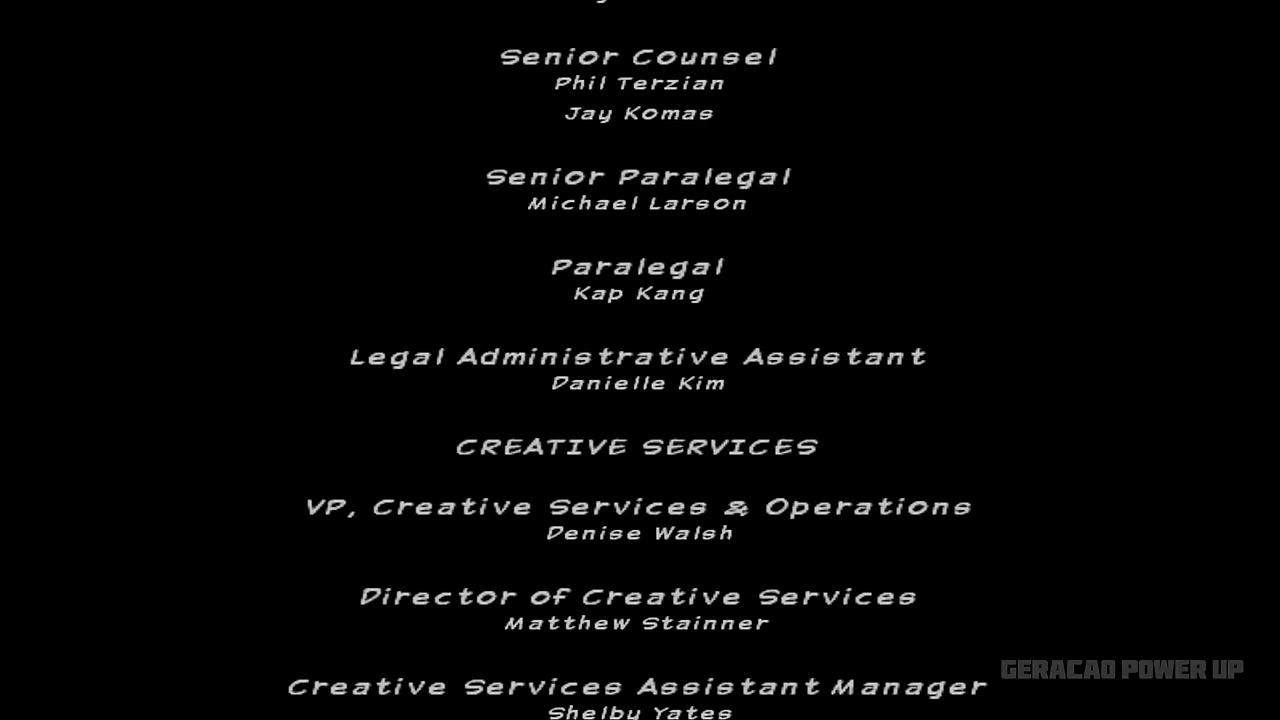 Senior Counsel
Phil Terzian
Jay Komas
Senior Paralegal
Michael Larson
Paralegal
Kap Kang
Legal Administrative Assistant
Danielle Kim
CREATIVE SERVICES
VP, Creative Services & Operations
Denise Walsh
Director of Creative Services
Matthew Stainner
Creative Services Assistant Manager
Shelby Yates
GERACAO POWER UP